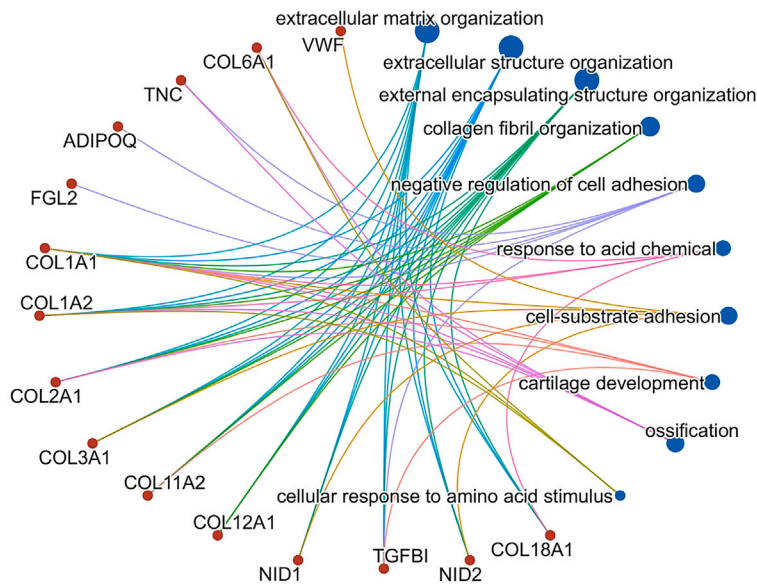 extracellular matrix organization
VWF
COL6A1
extracellular structure organization
TNC
external encapsulating structure organization
ADIPOQ
collagen fibril organization
FGL2
negative regulation of cell adhesion
COL1A1
response to acid chemical
COL1A2
cell-substrate adhesion
COL2A1
cartilage development
COL3A1
ossification
COL11A2
cellular response to amino acid stimulus
COL12A1
NID1
TGFBI
NID2
COL18A1